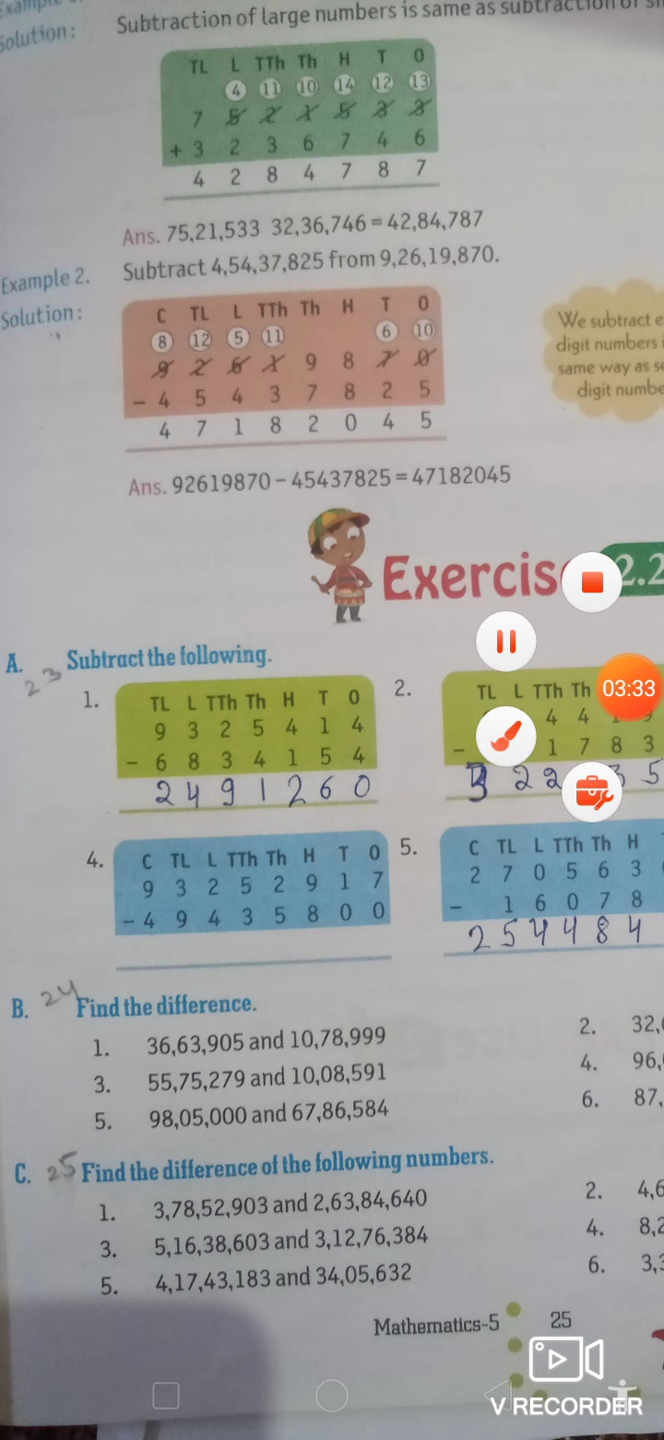 Solution:
Subtraction of large numbers is same as subtraction of
TL L TTh Th H T O
4 11 10 14 12 13
7 5 2 1 5 3 3
+ 3 2 3 6 7 4 6
4 2 8 4 7 8 7
Ans. 75,21,533 32,36,746 = 42,84,787
Example 2. Subtract 4,54,37,825 from 9,26,19,870.
Solution:
C TL L TTh Th H T O
8 12 5 11 6 10
9 2 6 1 9 8 7 0
- 4 5 4 3 7 8 2 5
4 7 1 8 2 0 4 5
We subtract
digit numbers
same way as
digit
Ans. 92619870 - 45437825 = 47182045
Exercis 2.2
A. 23 Subtract the following.
1. TL L TTh Th H T O
9 3 2 5 4 1 4
- 6 8 3 4 1 5 4
2 4 9 1 2 6 0
2. TL L TTh Th
4 4
- 1 7 8 3
3 2 2 3 5
03:33
4. C TL L TTh Th H T O
9 3 2 5 2 9 1 7
- 4 9 4 3 5 8 0 0
5. C TL L TTh Th H
2 7 0 5 6 3
- 1 6 0 7 8
2 5 4 4 8 4
B. 24 Find the difference.
1. 36,63,905 and 10,78,999
2. 32,
3. 55,75,279 and 10,08,591
4. 96,
5. 98,05,000 and 67,86,584
6. 87,
C. 25 Find the difference of the following numbers.
1. 3,78,52,903 and 2,63,84,640
2. 4,6
3. 5,16,38,603 and 3,12,76,384
4. 8,2
5. 4,17,43,183 and 34,05,632
6. 3,3
Mathematics-5 25
V RECORDER